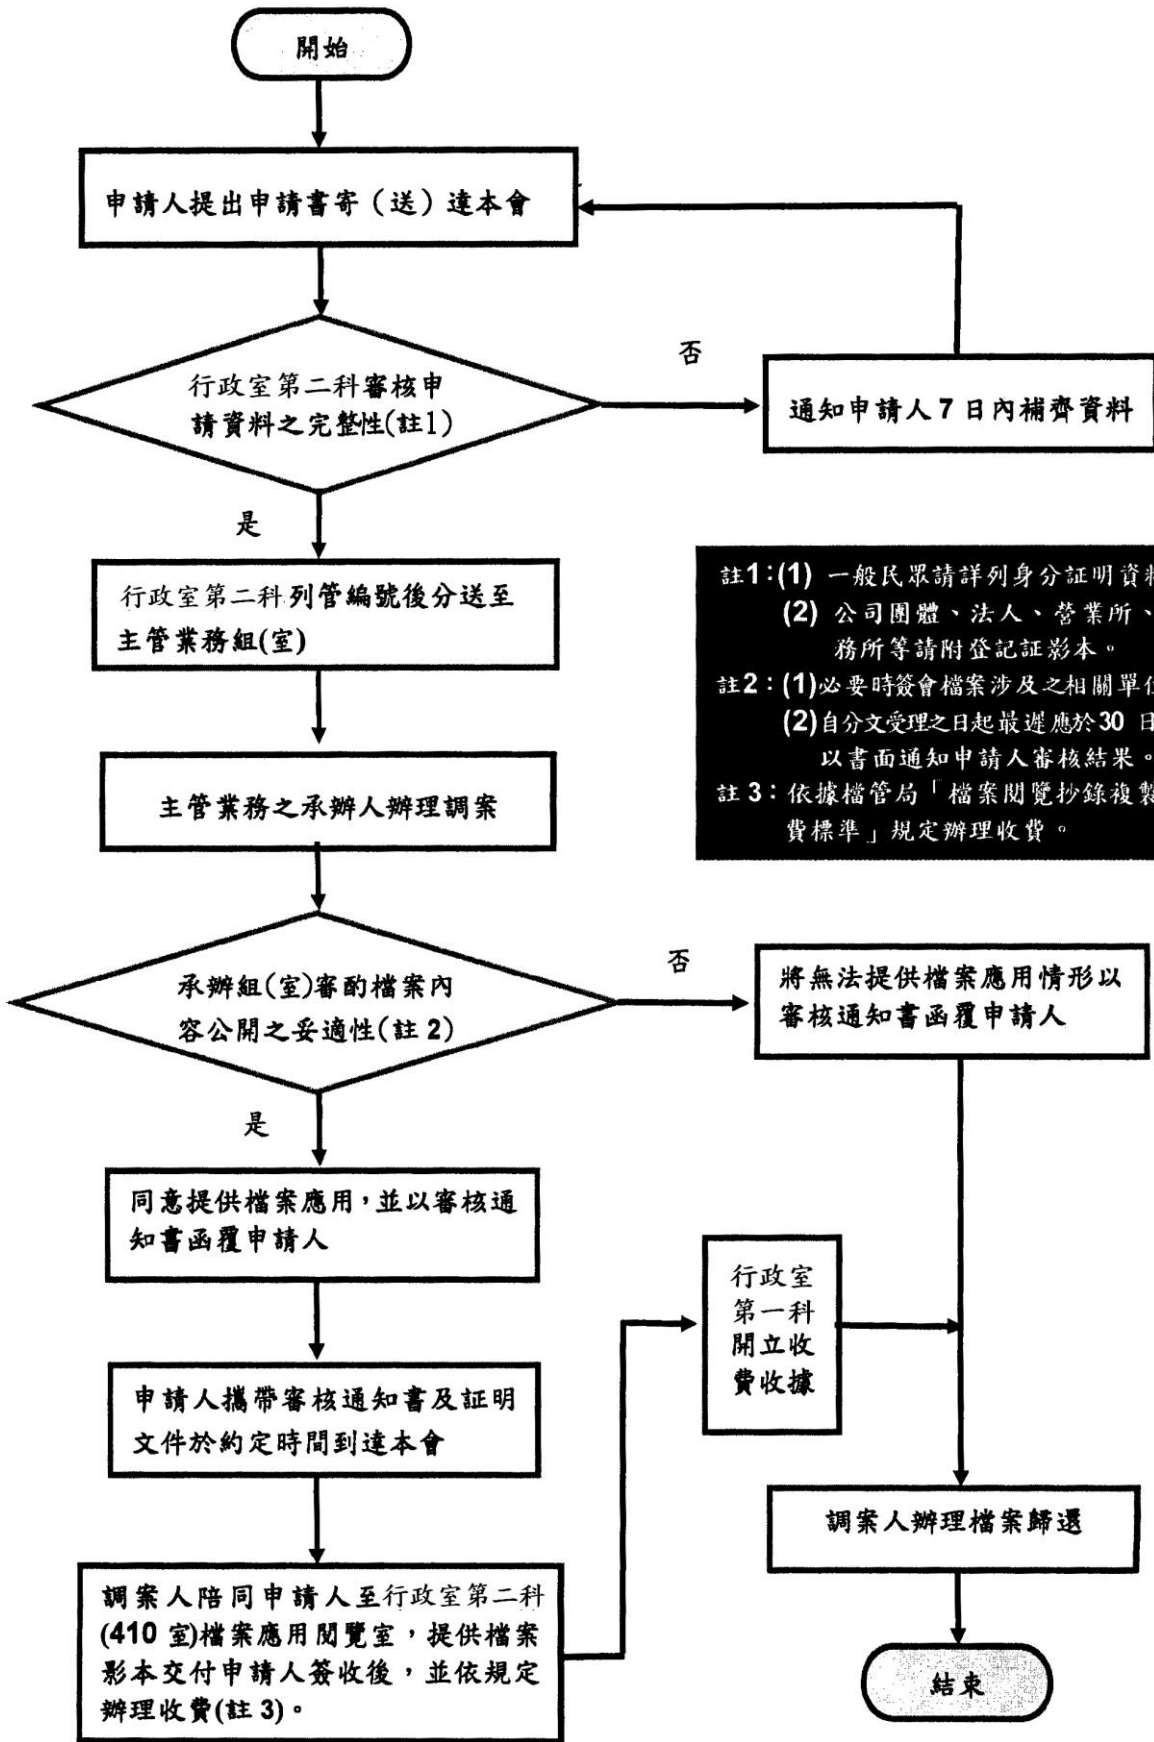 開始
申請人提出申請書寄（送）達本會
行政室第二科審核申
請資料之完整性(註1)
否
通知申請人 7 日內補齊資料
是
行政室第二科列管編號後分送至
主管業務組(室)
註1：(1) 一般民眾請詳列身分証明資料
(2) 公司團體、法人、營業所、
務所等請附登記証影本。
註2：(1)必要時簽會檔案涉及之相關單位
(2)自分文受理之日起最遲應於30 日
以書面通知申請人審核結果。
註 3：依據檔管局「檔案閱覽抄錄複製
費標準」規定辦理收費。
主管業務之承辦人辦理調案
承辦組(室)審酌檔案內
容公開之妥適性(註 2)
否
將無法提供檔案應用情形以
審核通知書函覆申請人
是
同意提供檔案應用，並以審核通
知書函覆申請人
行政室
第一科
開立收
費收據
申請人攜帶審核通知書及証明
文件於約定時間到達本會
調案人辦理檔案歸還
調案人陪同申請人至行政室第二科
(410 室)檔案應用閱覽室，提供檔案
影本交付申請人簽收後，並依規定
辦理收費(註 3)。
結束